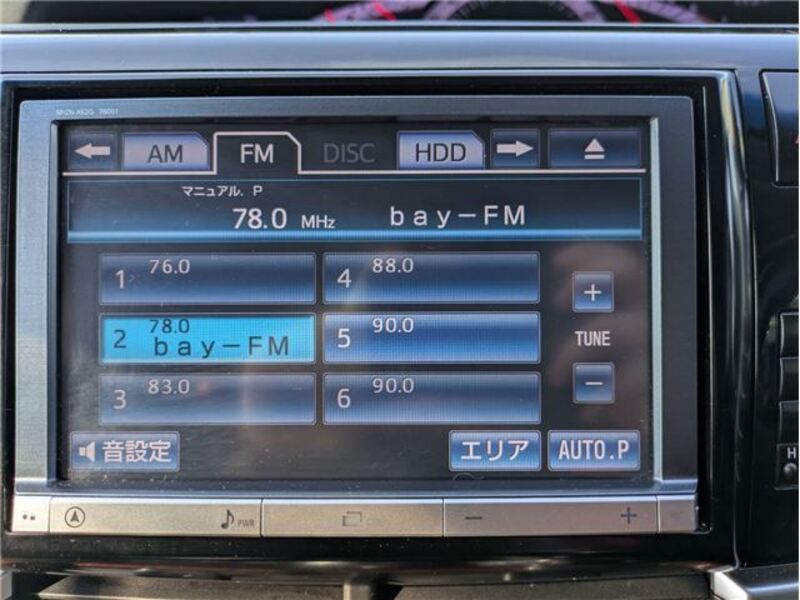 AM FM DISC HDD
マニュアル. P
78.0 MHz bay-FM
1 76.0 4 88.0
2 78.0 bay-FM 5 90.0
3 83.0 6 90.0
+
TUNE
-
音設定 エリア AUTO.P
PWR
- +
H